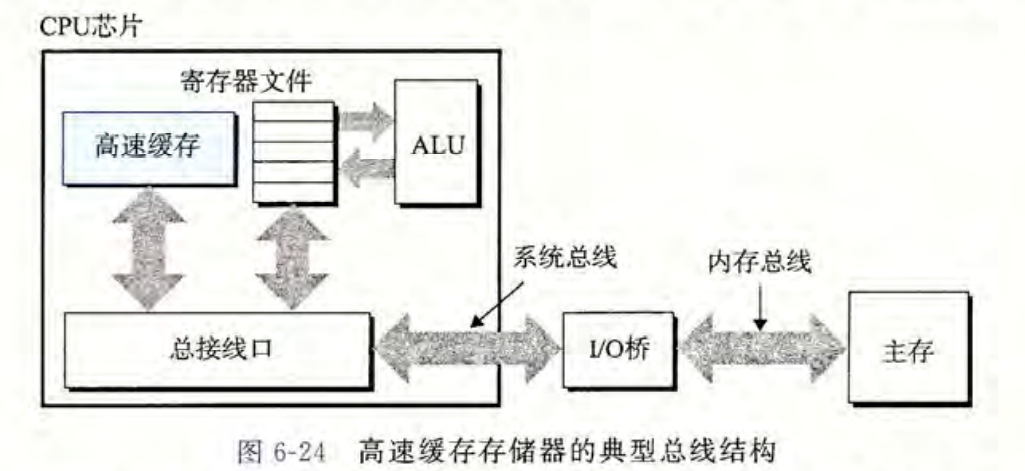 CPU芯片
寄存器文件
高速缓存
ALU
系统总线
内存总线
总接线口
I/O桥
主存
图 6-24 高速缓存存储器的典型总线结构